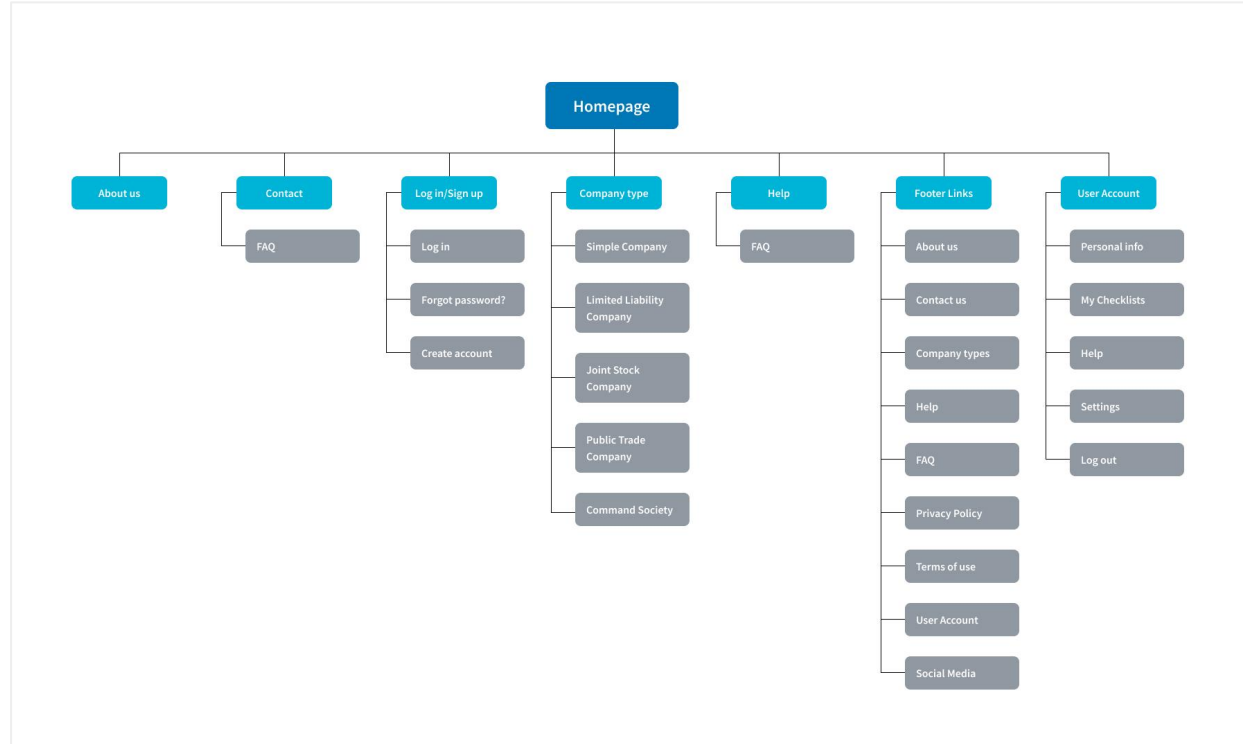 Homepage
About us
Contact
Log in/Sign up
Company type
Help
Footer Links
User Account
FAQ
Log in
Forgot password?
Create account
Simple Company
Limited Liability
Company
Joint Stock
Company
Public Trade
Company
Command Society
FAQ
About us
Contact us
Company types
Help
FAQ
Privacy Policy
Terms of use
User Account
Social Media
Personal info
My Checklists
Help
Settings
Log out